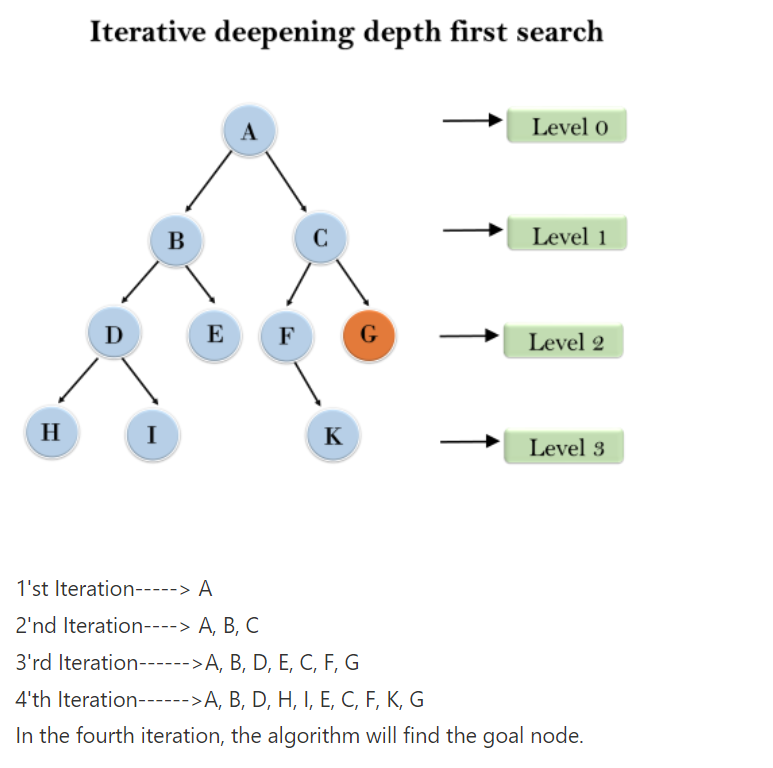 Iterative deepening depth first search
A
Level 0
B
C
Level 1
D
E
F
G
Level 2
H
I
K
Level 3
1'st Iteration-----> A
2'nd Iteration----> A, B, C
3'rd Iteration------>A, B, D, E, C, F, G
4'th Iteration------>A, B, D, H, I, E, C, F, K, G
In the fourth iteration, the algorithm will find the goal node.